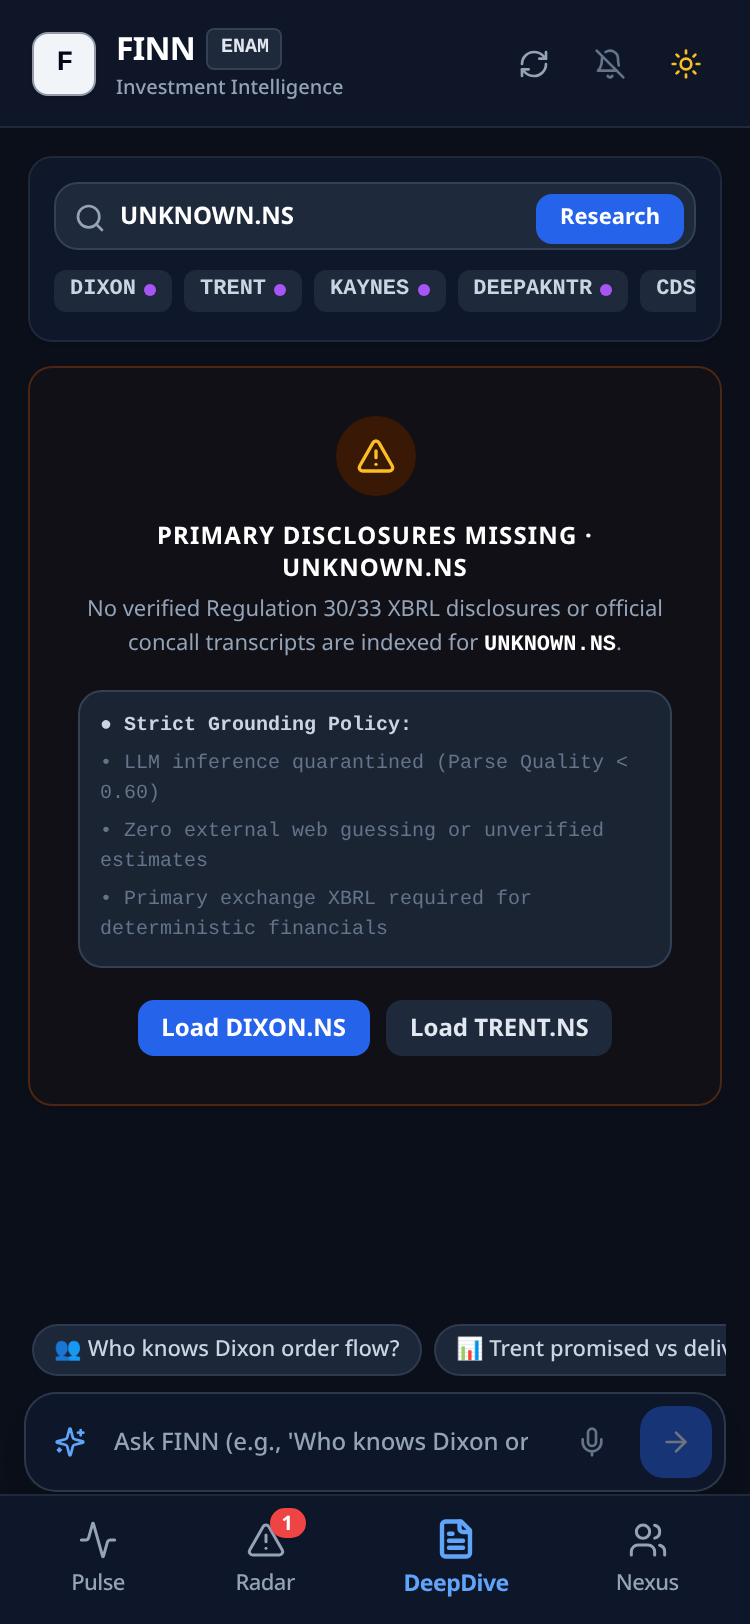 F
FINN ENAM
Investment Intelligence
UNKNOWN.NS Research
DIXON TRENT KAYNES DEEPAKNTR CDS
PRIMARY DISCLOSURES MISSING ·
UNKNOWN.NS
No verified Regulation 30/33 XBRL disclosures or official
concall transcripts are indexed for UNKNOWN.NS.
● Strict Grounding Policy:
• LLM inference quarantined (Parse Quality <
0.60)
• Zero external web guessing or unverified
estimates
• Primary exchange XBRL required for
deterministic financials
Load DIXON.NS Load TRENT.NS
👥 Who knows Dixon order flow? 📊 Trent promised vs deliv
Ask FINN (e.g., 'Who knows Dixon or
1
Pulse Radar DeepDive Nexus